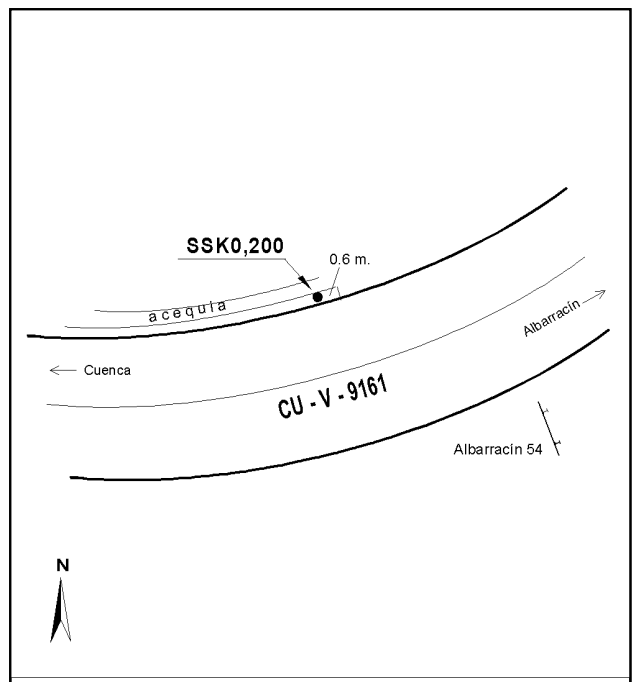 SSK0,200
0.6 m.
acequia
Albarracín
Cuenca
CU - V - 9161
Albarracín 54
N